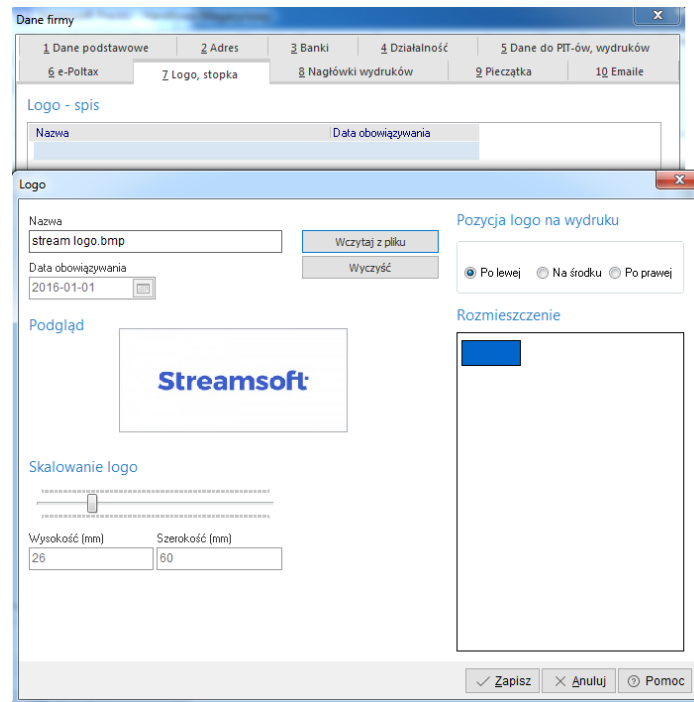 Dane firmy
1 Dane podstawowe 2 Adres 3 Banki 4 Działalność 5 Dane do PIT-ów, wydruków
6 e-Poltax 7 Logo, stopka 8 Nagłówki wydruków 9 Pieczątka 10 Emaile
Logo - spis
Nazwa Data obowiązywania
Logo
Nazwa
stream logo.bmp
Wczytaj z pliku
Wyczyść
Data obowiązywania
2016-01-01
Pozycja logo na wydruku
Po lewej Na środku Po prawej
Podgląd
Streamsoft
Rozmieszczenie
Skalowanie logo
Wysokość (mm) Szerokość (mm)
26 60
Zapisz Anuluj Pomoc